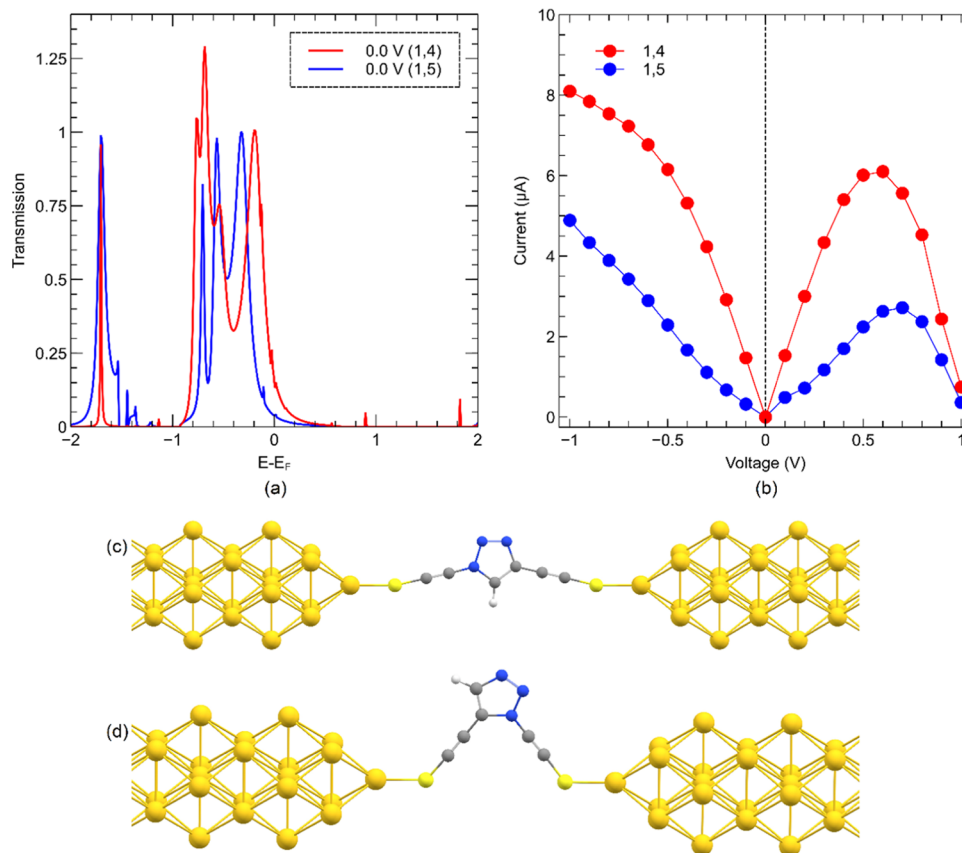 0.0 V (1,4)
0.0 V (1,5)
Transmission
1.25
1
0.75
0.5
0.25
0
−2
−1
0
1
2
E-E_F
(a)
1,4
1,5
Current (μA)
10
8
6
4
2
0
−1
−0.5
0
0.5
1
Voltage (V)
(b)
(c)
(d)